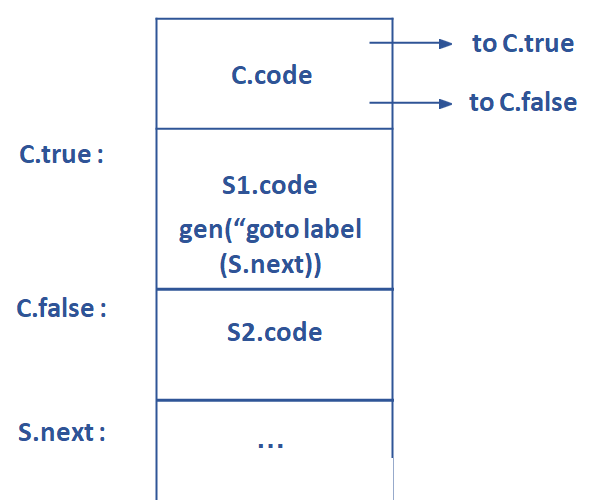 to C.true
C.code
to C.false
C.true :
S1.code
gen(“goto label
(S.next))
C.false :
S2.code
S.next :
...